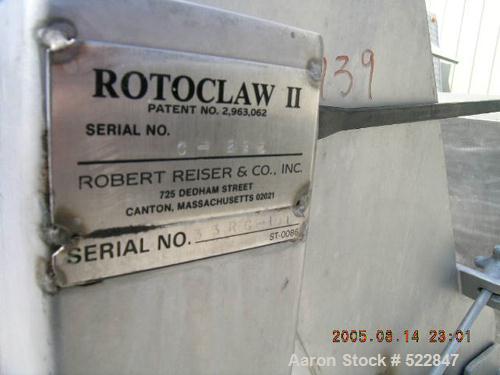 ROTOCLAW II
PATENT NO. 2,963,062
SERIAL NO.
ROBERT REISER & CO., INC.
725 DEDHAM STREET
CANTON, MASSACHUSETTS 02021
SERIAL NO.
ST-0086
139
2005.08.14 23:01
Aaron Stock # 522847